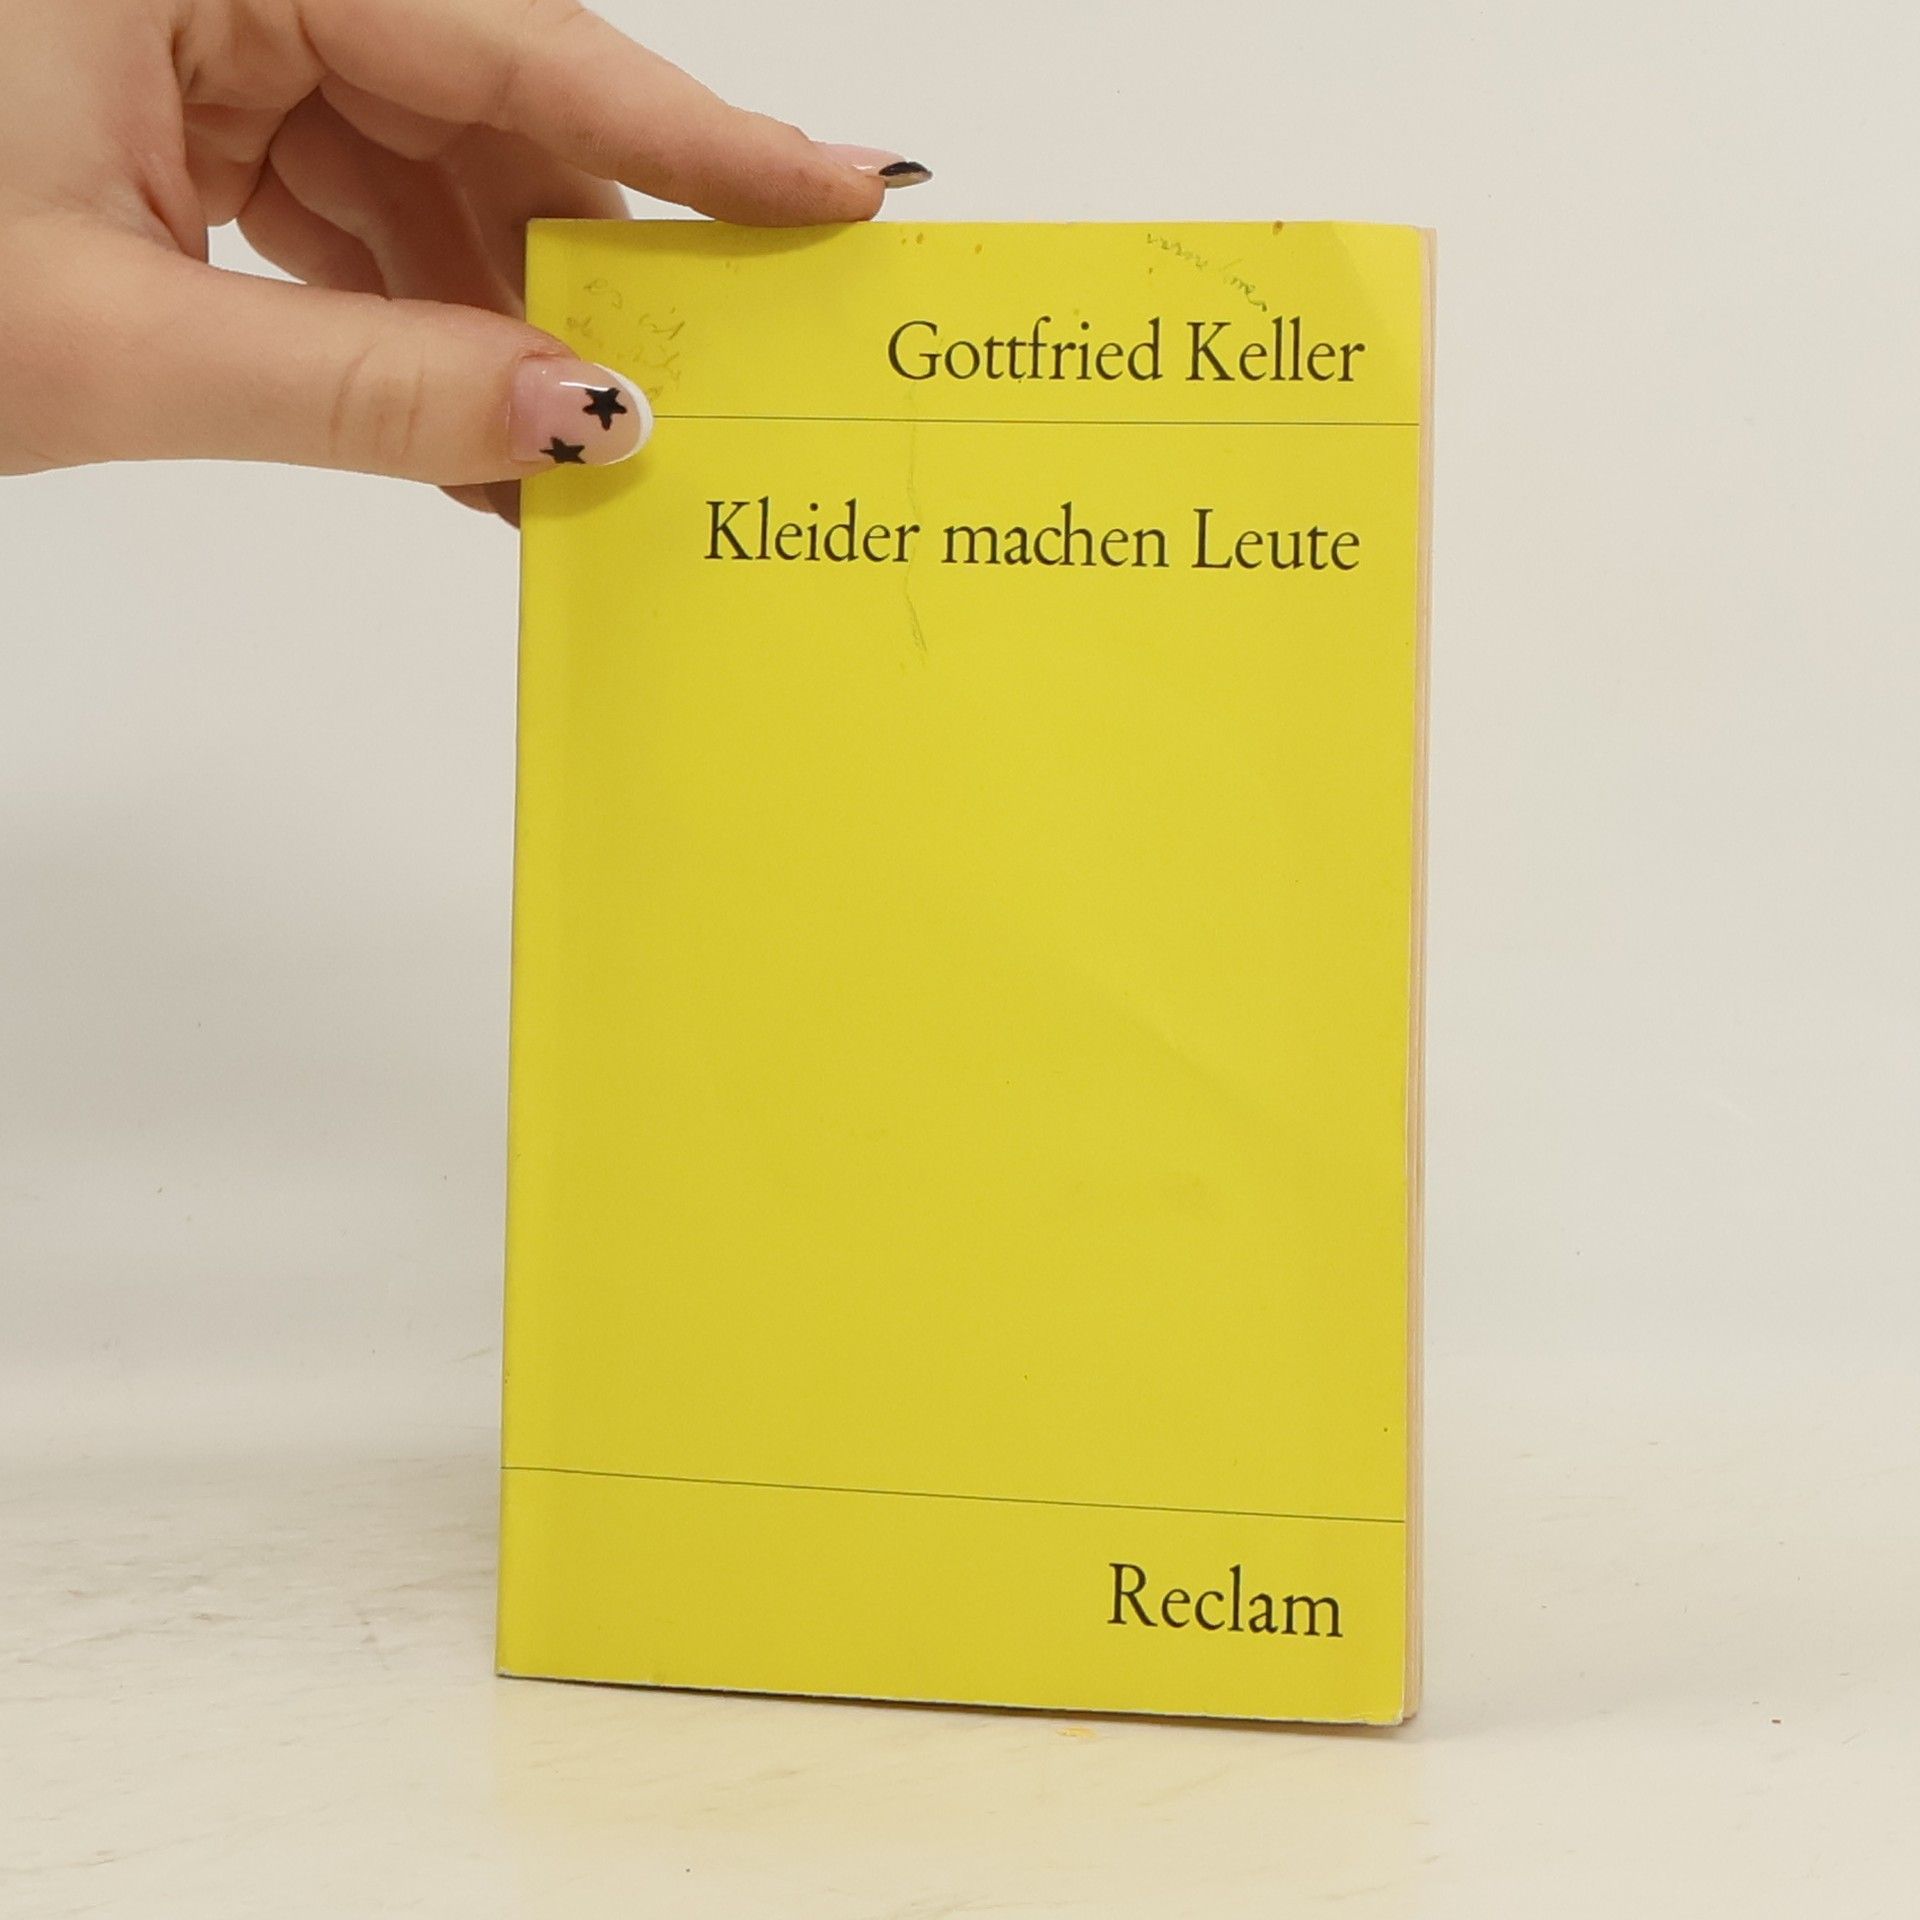 Gottfried Keller
Kleider machen Leute
Reclam